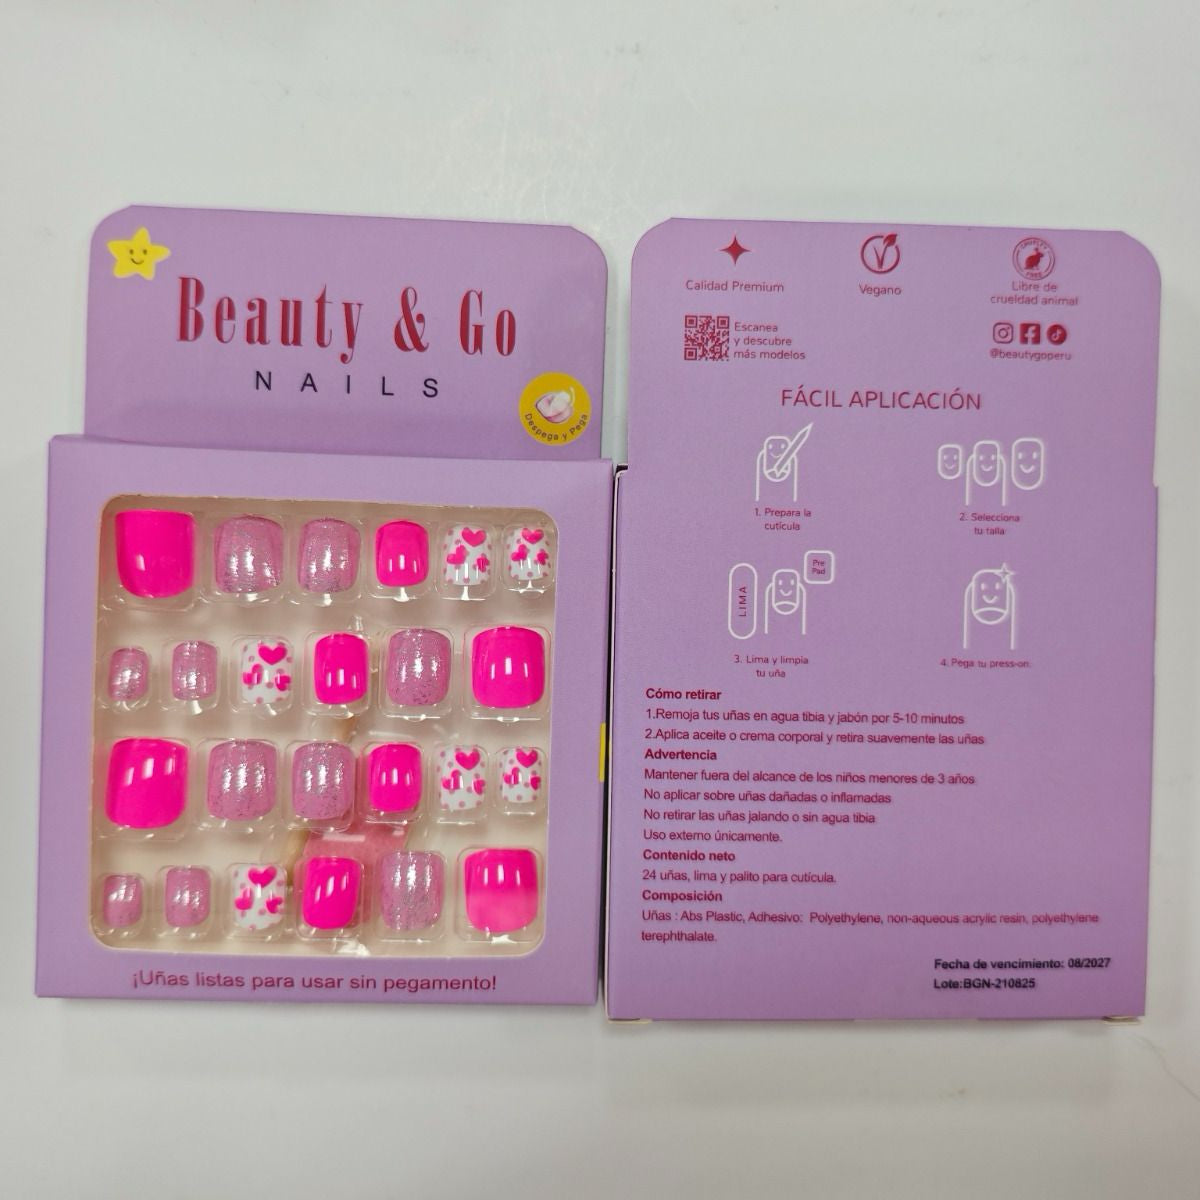 Beauty & Go
NAILS
Despega y Pega
¡Uñas listas para usar sin pegamento!
Calidad Premium
Vegano
CRUELTY
FREE
Libre de
crueldad animal
Escanea
y descubre
más modelos
@beautygoperu
FÁCIL APLICACIÓN
1. Prepara la
cutícula
2. Selecciona
tu talla
LIMA
Pre
Pad
3. Lima y limpia
tu uña
4. Pega tu press-on.
Cómo retirar
1.Remoja tus uñas en agua tibia y jabón por 5-10 minutos
2.Aplica aceite o crema corporal y retira suavemente las uñas
Advertencia
Mantener fuera del alcance de los niños menores de 3 años
No aplicar sobre uñas dañadas o inflamadas
No retirar las uñas jalando o sin agua tibia
Uso externo únicamente.
Contenido neto
24 uñas, lima y palito para cutícula.
Composición
Uñas : Abs Plastic, Adhesivo: Polyethylene, non-aqueous acrylic resin, polyethylene
terephthalate.
Fecha de vencimiento: 08/2027
Lote:BGN-210825